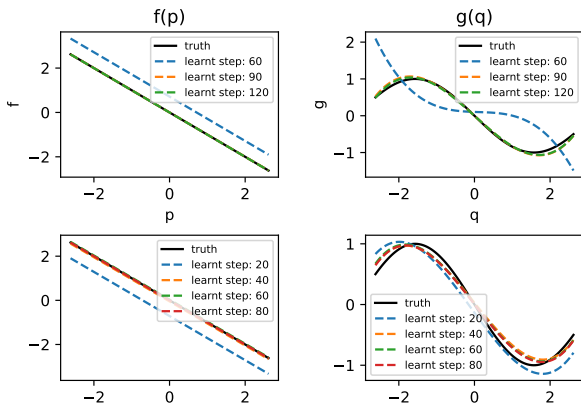 f(p)
g(q)
f
2
0
−2
truth
learnt step: 60
learnt step: 90
learnt step: 120
−2
0
2
p
g
2
1
0
−1
truth
learnt step: 60
learnt step: 90
learnt step: 120
−2
0
2
q
2
0
−2
truth
learnt step: 20
learnt step: 40
learnt step: 60
learnt step: 80
−2
0
2
1
0
−1
truth
learnt step: 20
learnt step: 40
learnt step: 60
learnt step: 80
−2
0
2